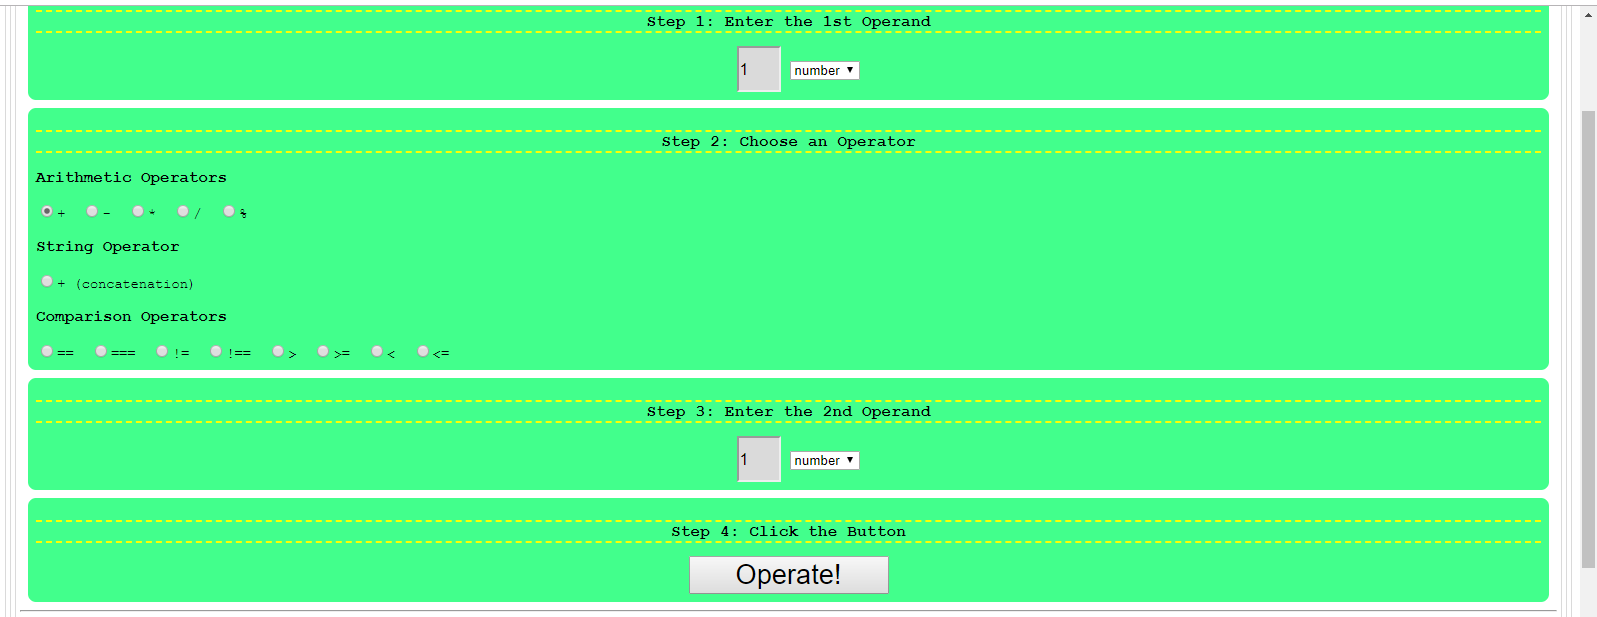 Step 1: Enter the 1st Operand
1 number
Step 2: Choose an Operator
Arithmetic Operators
+ - * / %
String Operator
+ (concatenation)
Comparison Operators
== === != !== > >= < <=
Step 3: Enter the 2nd Operand
1 number
Step 4: Click the Button
Operate!